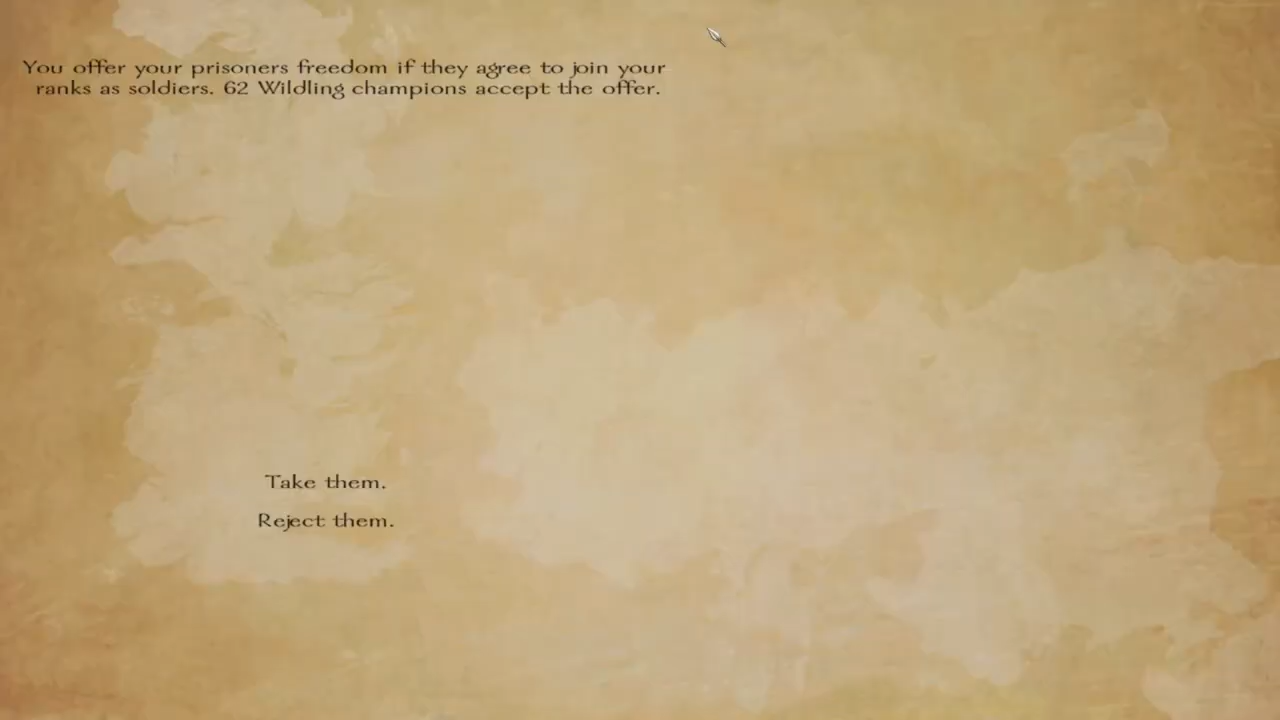 You offer your prisoners freedom if they agree to join your
ranks as soldiers. 62 Wildling champions accept the offer.
Take them.
Reject them.